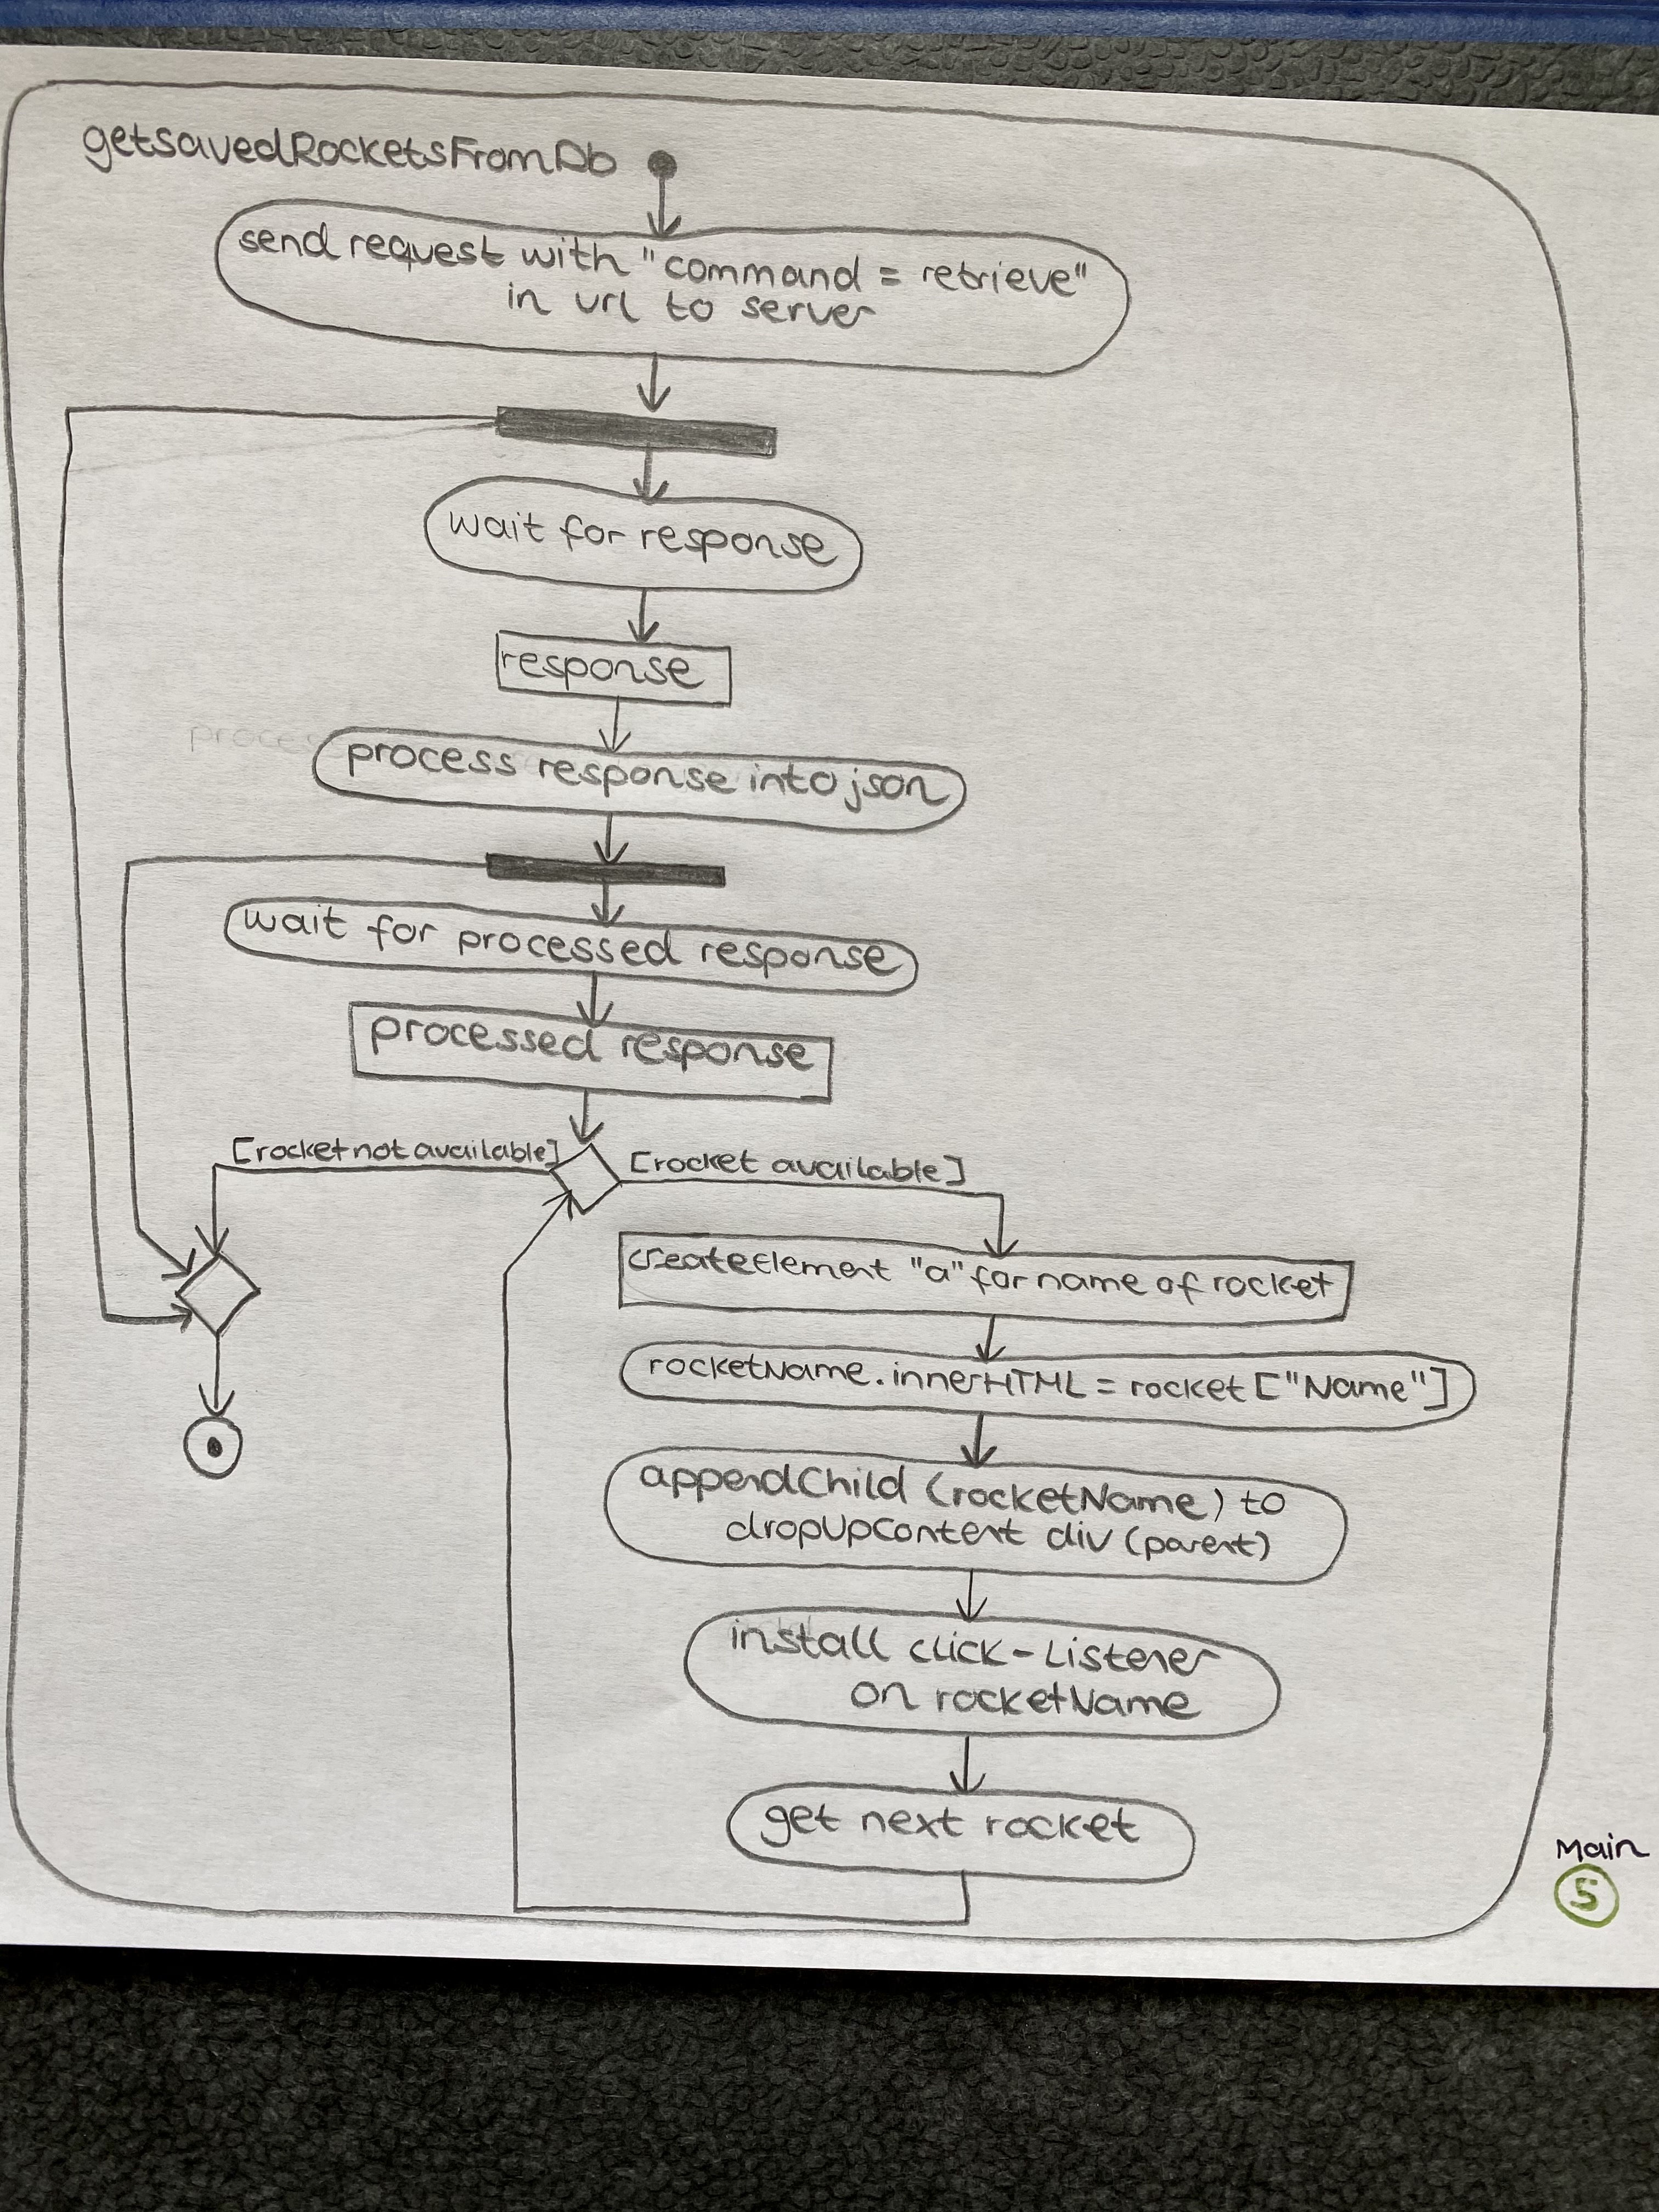 getsavedRocketsFromDb
send request with "command = retrieve"
in url to server
wait for response
response
process response into json
wait for processed response
processed response
[rocket not available]
[rocket available]
createElement "a" for name of rocket
rocketName.innerHTML = rocket ["Name"]
appendChild (rocketName) to
dropUpContent div (parent)
install click-Listener
on rocketName
get next rocket
Main
5